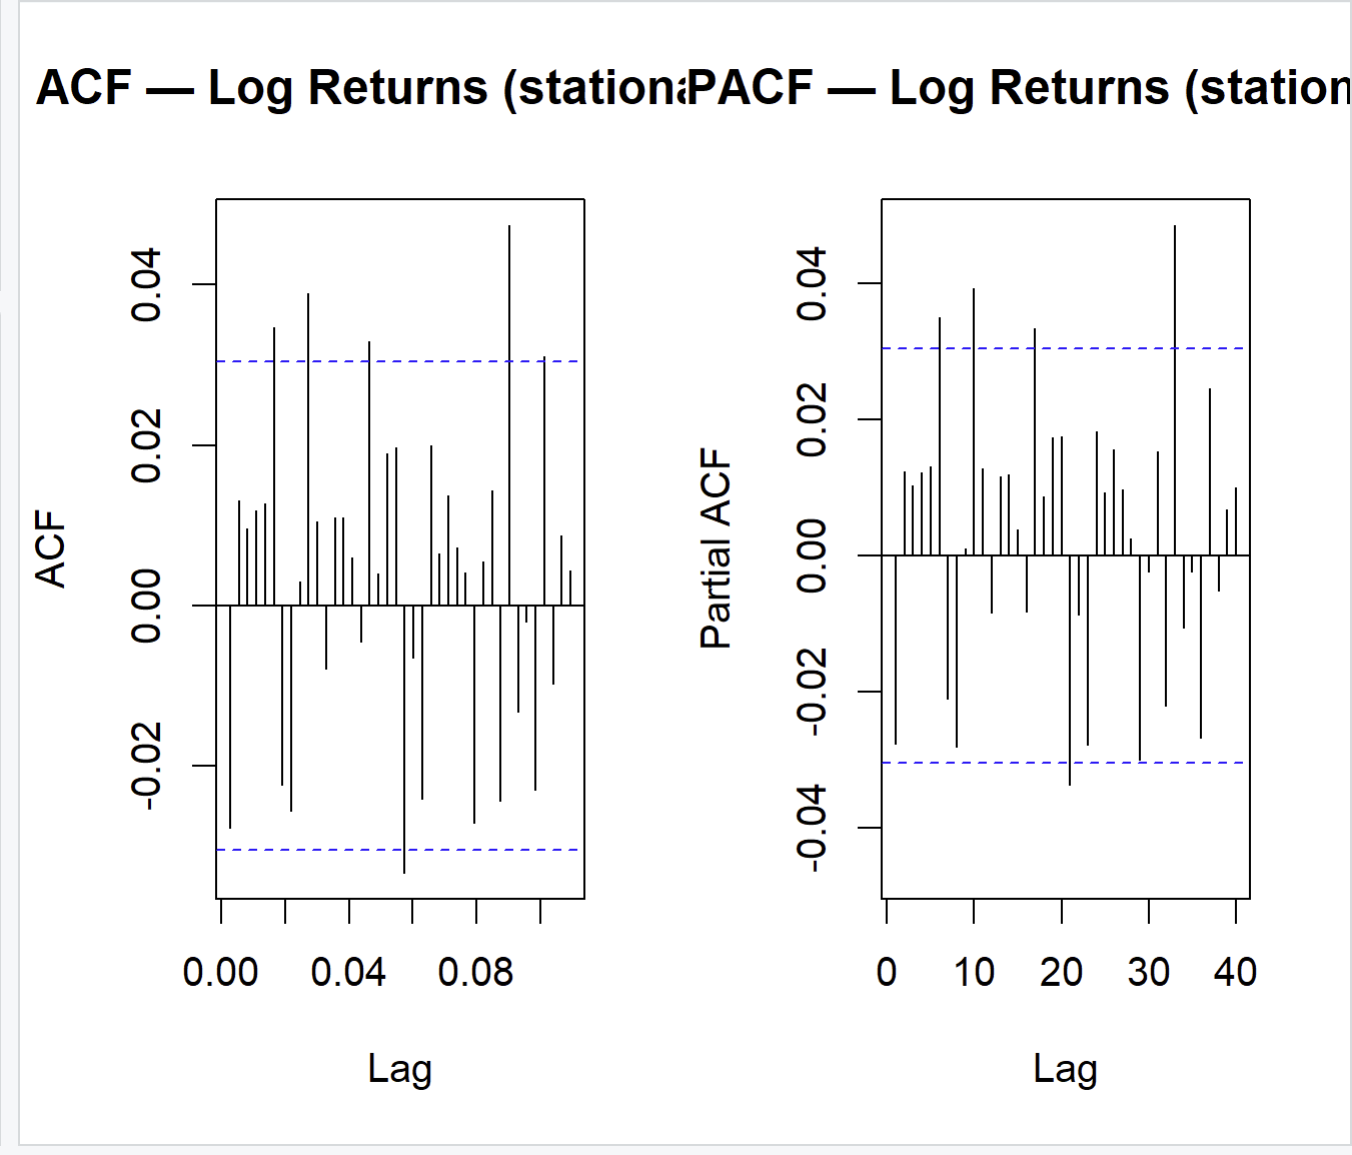 ACF — Log Returns (stationa
PACF — Log Returns (station
ACF
0.04
0.02
0.00
-0.02
0.00 0.04 0.08
Lag
Partial ACF
0.04
0.02
0.00
-0.02
-0.04
0 10 20 30 40
Lag